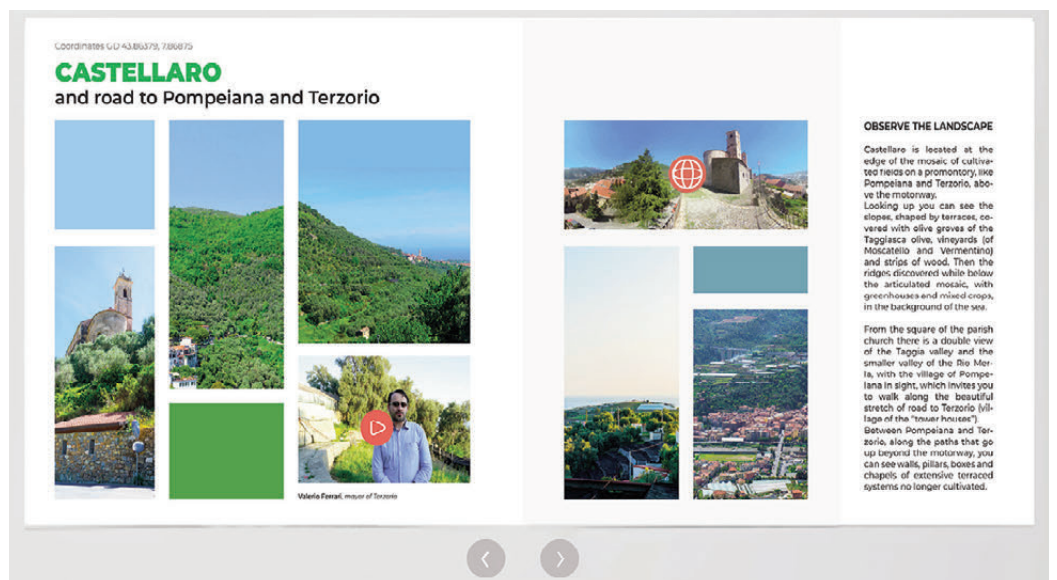 Coordinates GD 43.86379, 7.86875
CASTELLARO
and road to Pompeiana and Terzorio
Valerio Ferrari, mayor of Terzorio
OBSERVE THE LANDSCAPE
Castellaro is located at the
edge of the mosaic of cultiva-
ted fields on a promontory, like
Pompeiana and Terzorio, abo-
ve the motorway.
Looking up you can see the
slopes, shaped by terraces, co-
vered with olive groves of the
Taggiasca olive, vineyards (of
Moscatello and Vermentino)
and strips of wood. Then the
ridges discovered while below
the articulated mosaic, with
greenhouses and mixed crops,
in the background of the sea.
From the square of the parish
church there is a double view
of the Taggia valley and the
smaller valley of the Rio Mer-
la, with the village of Pompe-
iana in sight, which invites you
to walk along the beautiful
stretch of road to Terzorio (vil-
lage of the "tower houses").
Between Pompeiana and Ter-
zorio, along the paths that go
up beyond the motorway, you
can see walls, pillars, boxes and
chapels of extensive terraced
systems no longer cultivated.